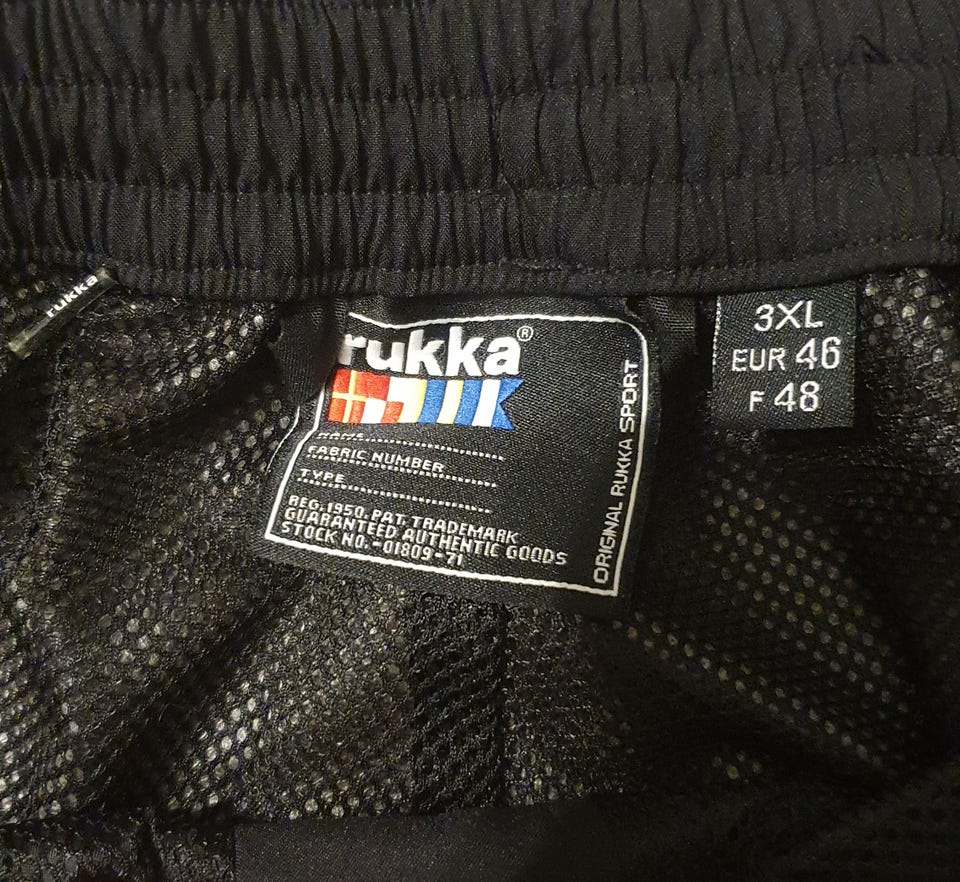 rukka
rukka®
NAME
FABRIC NUMBER
TYPE
REG. 1950. PAT. TRADEMARK
GUARANTEED AUTHENTIC GOODS
STOCK NO.-01809-71
ORIGINAL RUKKA SPORT
3XL
EUR 46
F 48